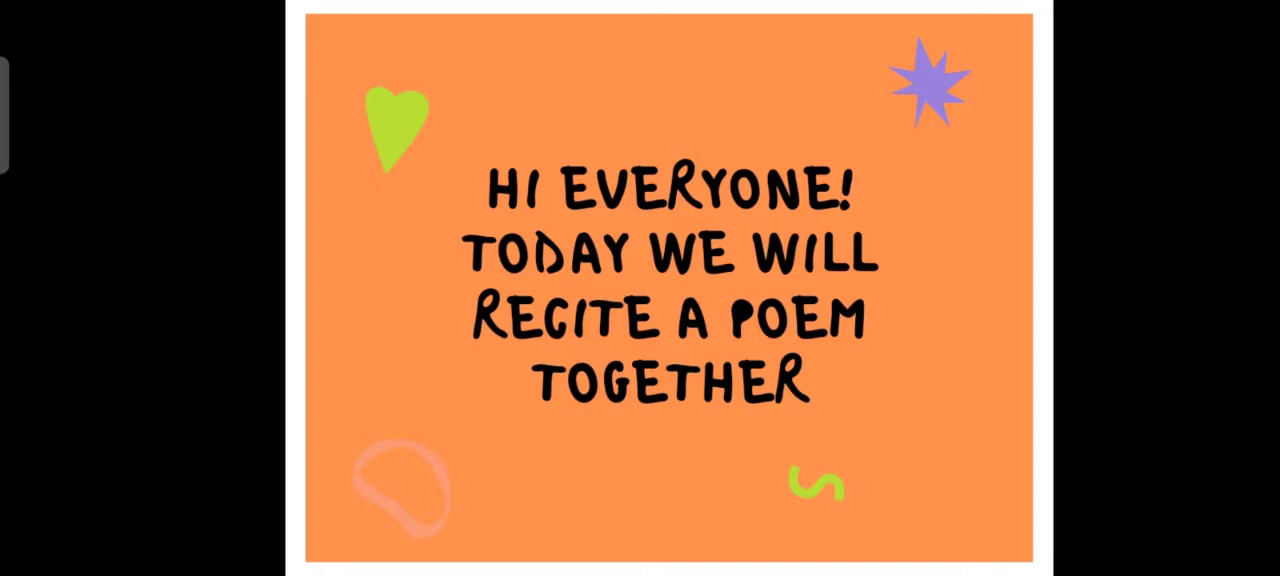 HI EVERYONE!
TODAY WE WILL
RECITE A POEM
TOGETHER